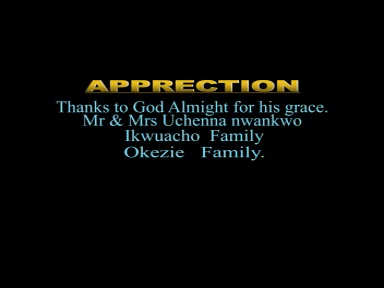 APPRECTION
Thanks to God Almight for his grace.
Mr & Mrs Uchenna nwankwo
Ikwuacho Family
Okezie Family.